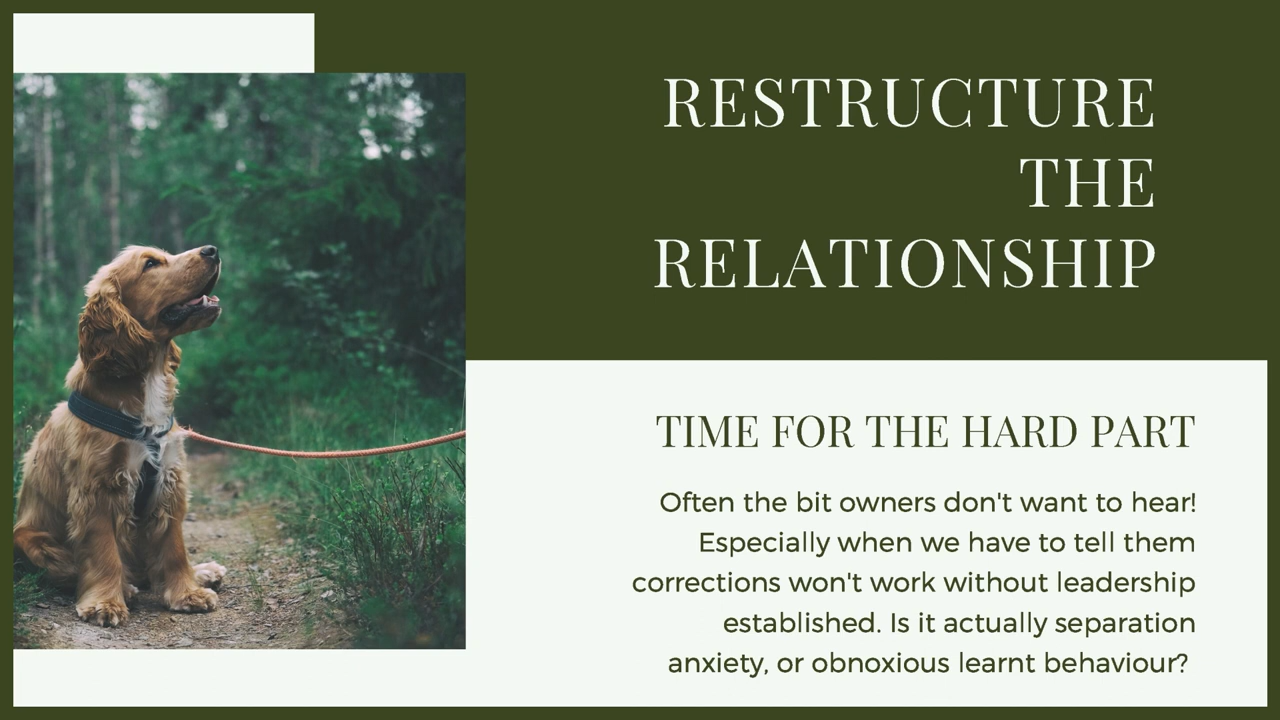 RESTRUCTURE
THE
RELATIONSHIP
TIME FOR THE HARD PART
Often the bit owners don't want to hear!
Especially when we have to tell them
corrections won't work without leadership
established. Is it actually separation
anxiety, or obnoxious learnt behaviour?